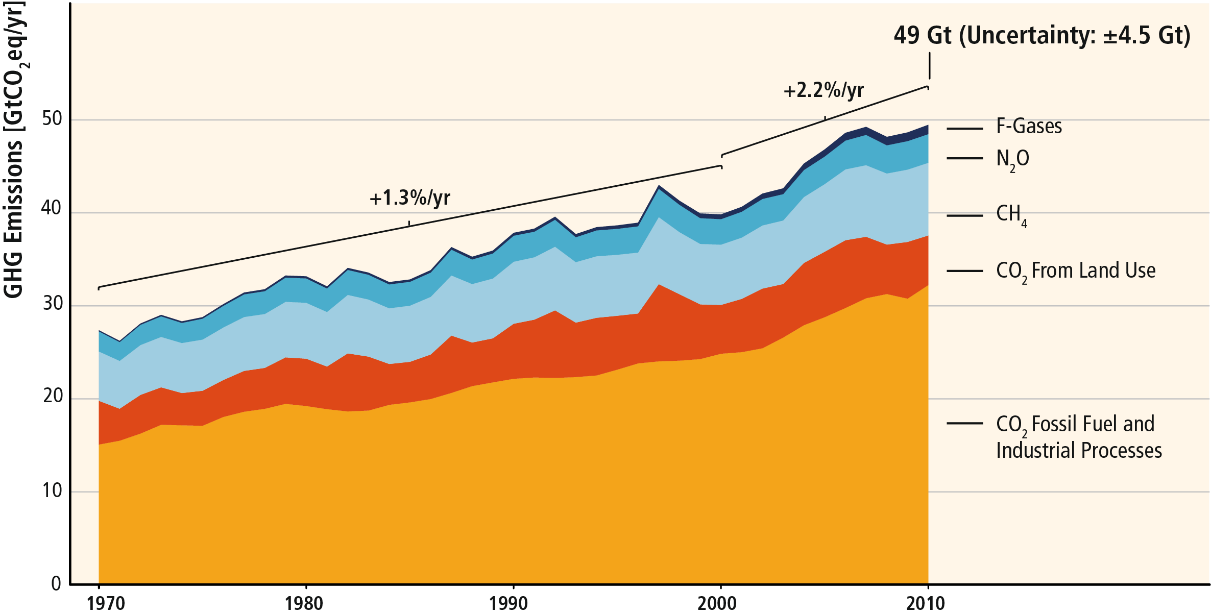 GHG Emissions [GtCO2eq/yr]
49 Gt (Uncertainty: ±4.5 Gt)
+2.2%/yr
+1.3%/yr
50
40
30
20
10
0
F-Gases
N2O
CH4
CO2 From Land Use
CO2 Fossil Fuel and
Industrial Processes
1970
1980
1990
2000
2010